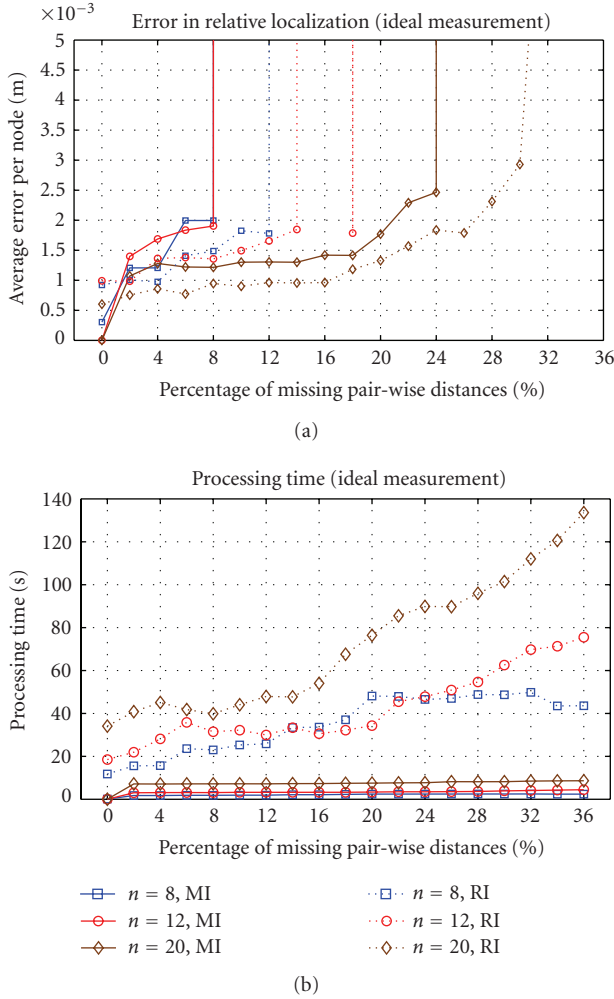 Error in relative localization (ideal measurement)
×10⁻³
5
4.5
4
3.5
3
2.5
2
1.5
1
0.5
0
Average error per node (m)
0 4 8 12 16 20 24 28 32 36
Percentage of missing pair-wise distances (%)
(a)
Processing time (ideal measurement)
140
120
100
80
60
40
20
0
Processing time (s)
0 4 8 12 16 20 24 28 32 36
Percentage of missing pair-wise distances (%)
n = 8, MI
n = 12, MI
n = 20, MI
n = 8, RI
n = 12, RI
n = 20, RI
(b)